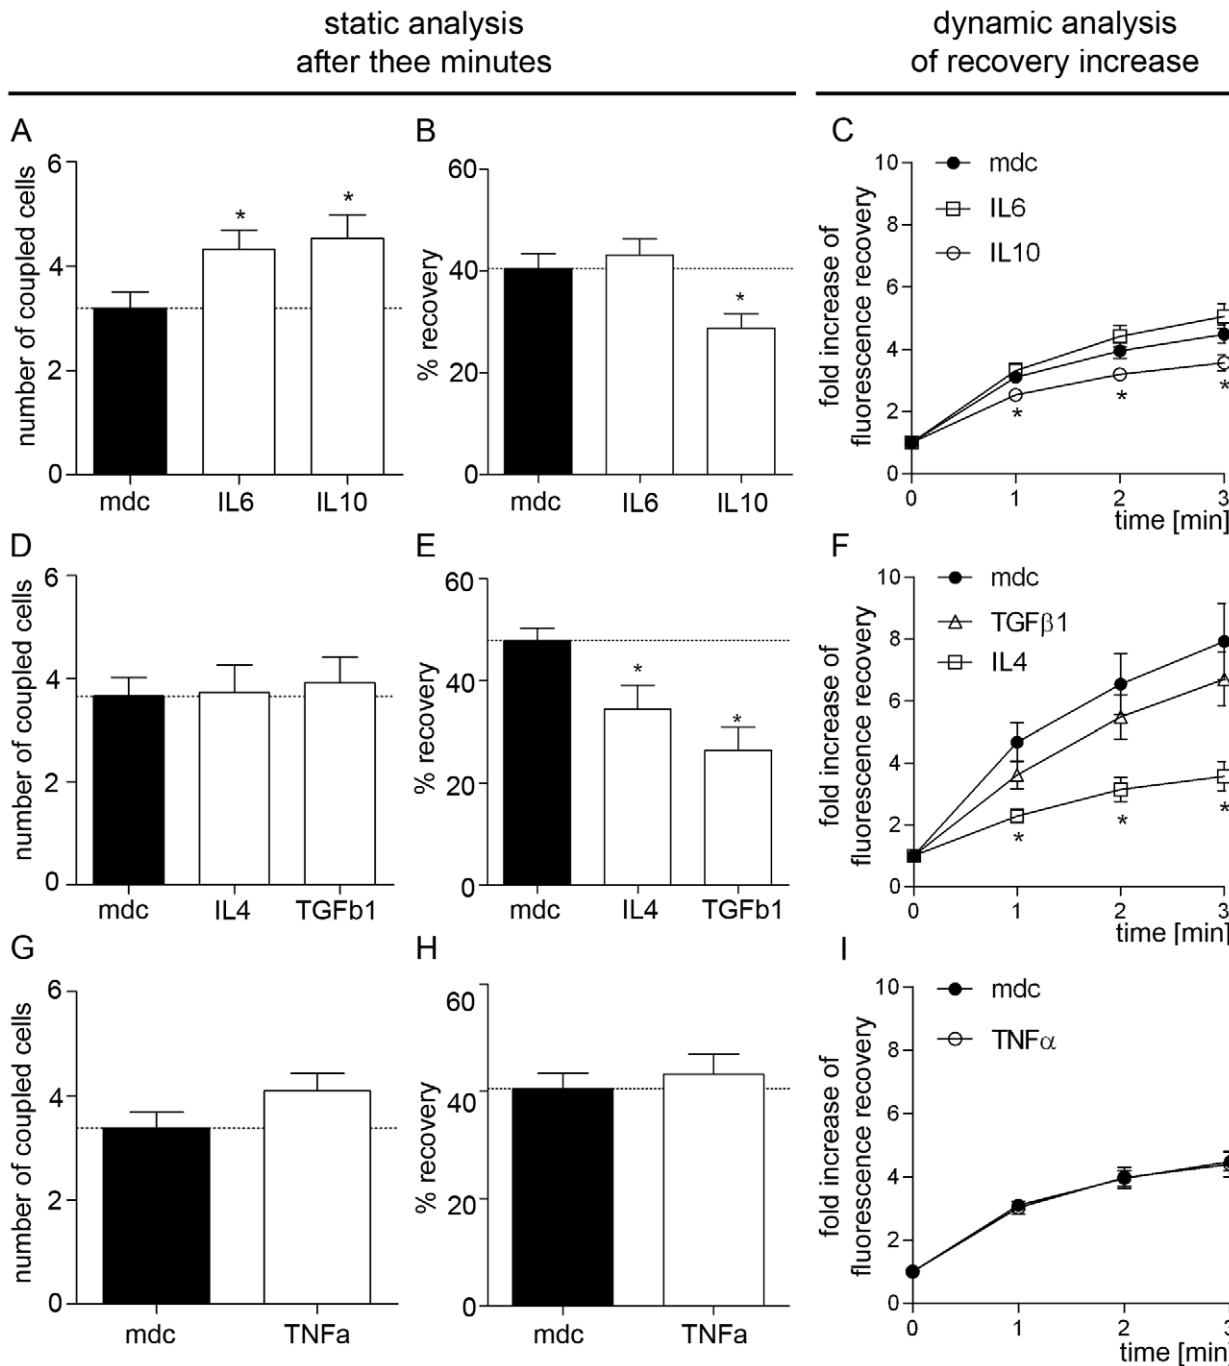 static analysis
after thee minutes
dynamic analysis
of recovery increase
A
number of coupled cells
6
4
2
0
*
*
mdc
IL6
IL10
B
% recovery
60
40
20
0
*
mdc
IL6
IL10
C
fold increase of
fluorescence recovery
10
8
6
4
2
0
mdc
IL6
IL10
*
*
*
0
1
2
3
time [min]
D
number of coupled cells
6
4
2
0
mdc
IL4
TGFb1
E
% recovery
60
40
20
0
*
*
mdc
IL4
TGFb1
F
fold increase of
fluorescence recovery
10
8
6
4
2
0
mdc
TGFβ1
IL4
*
*
*
0
1
2
3
time [min]
G
number of coupled cells
6
4
2
0
mdc
TNFa
H
% recovery
60
40
20
0
mdc
TNFa
I
fold increase of
fluorescence recovery
10
8
6
4
2
0
mdc
TNFα
0
1
2
3
time [min]